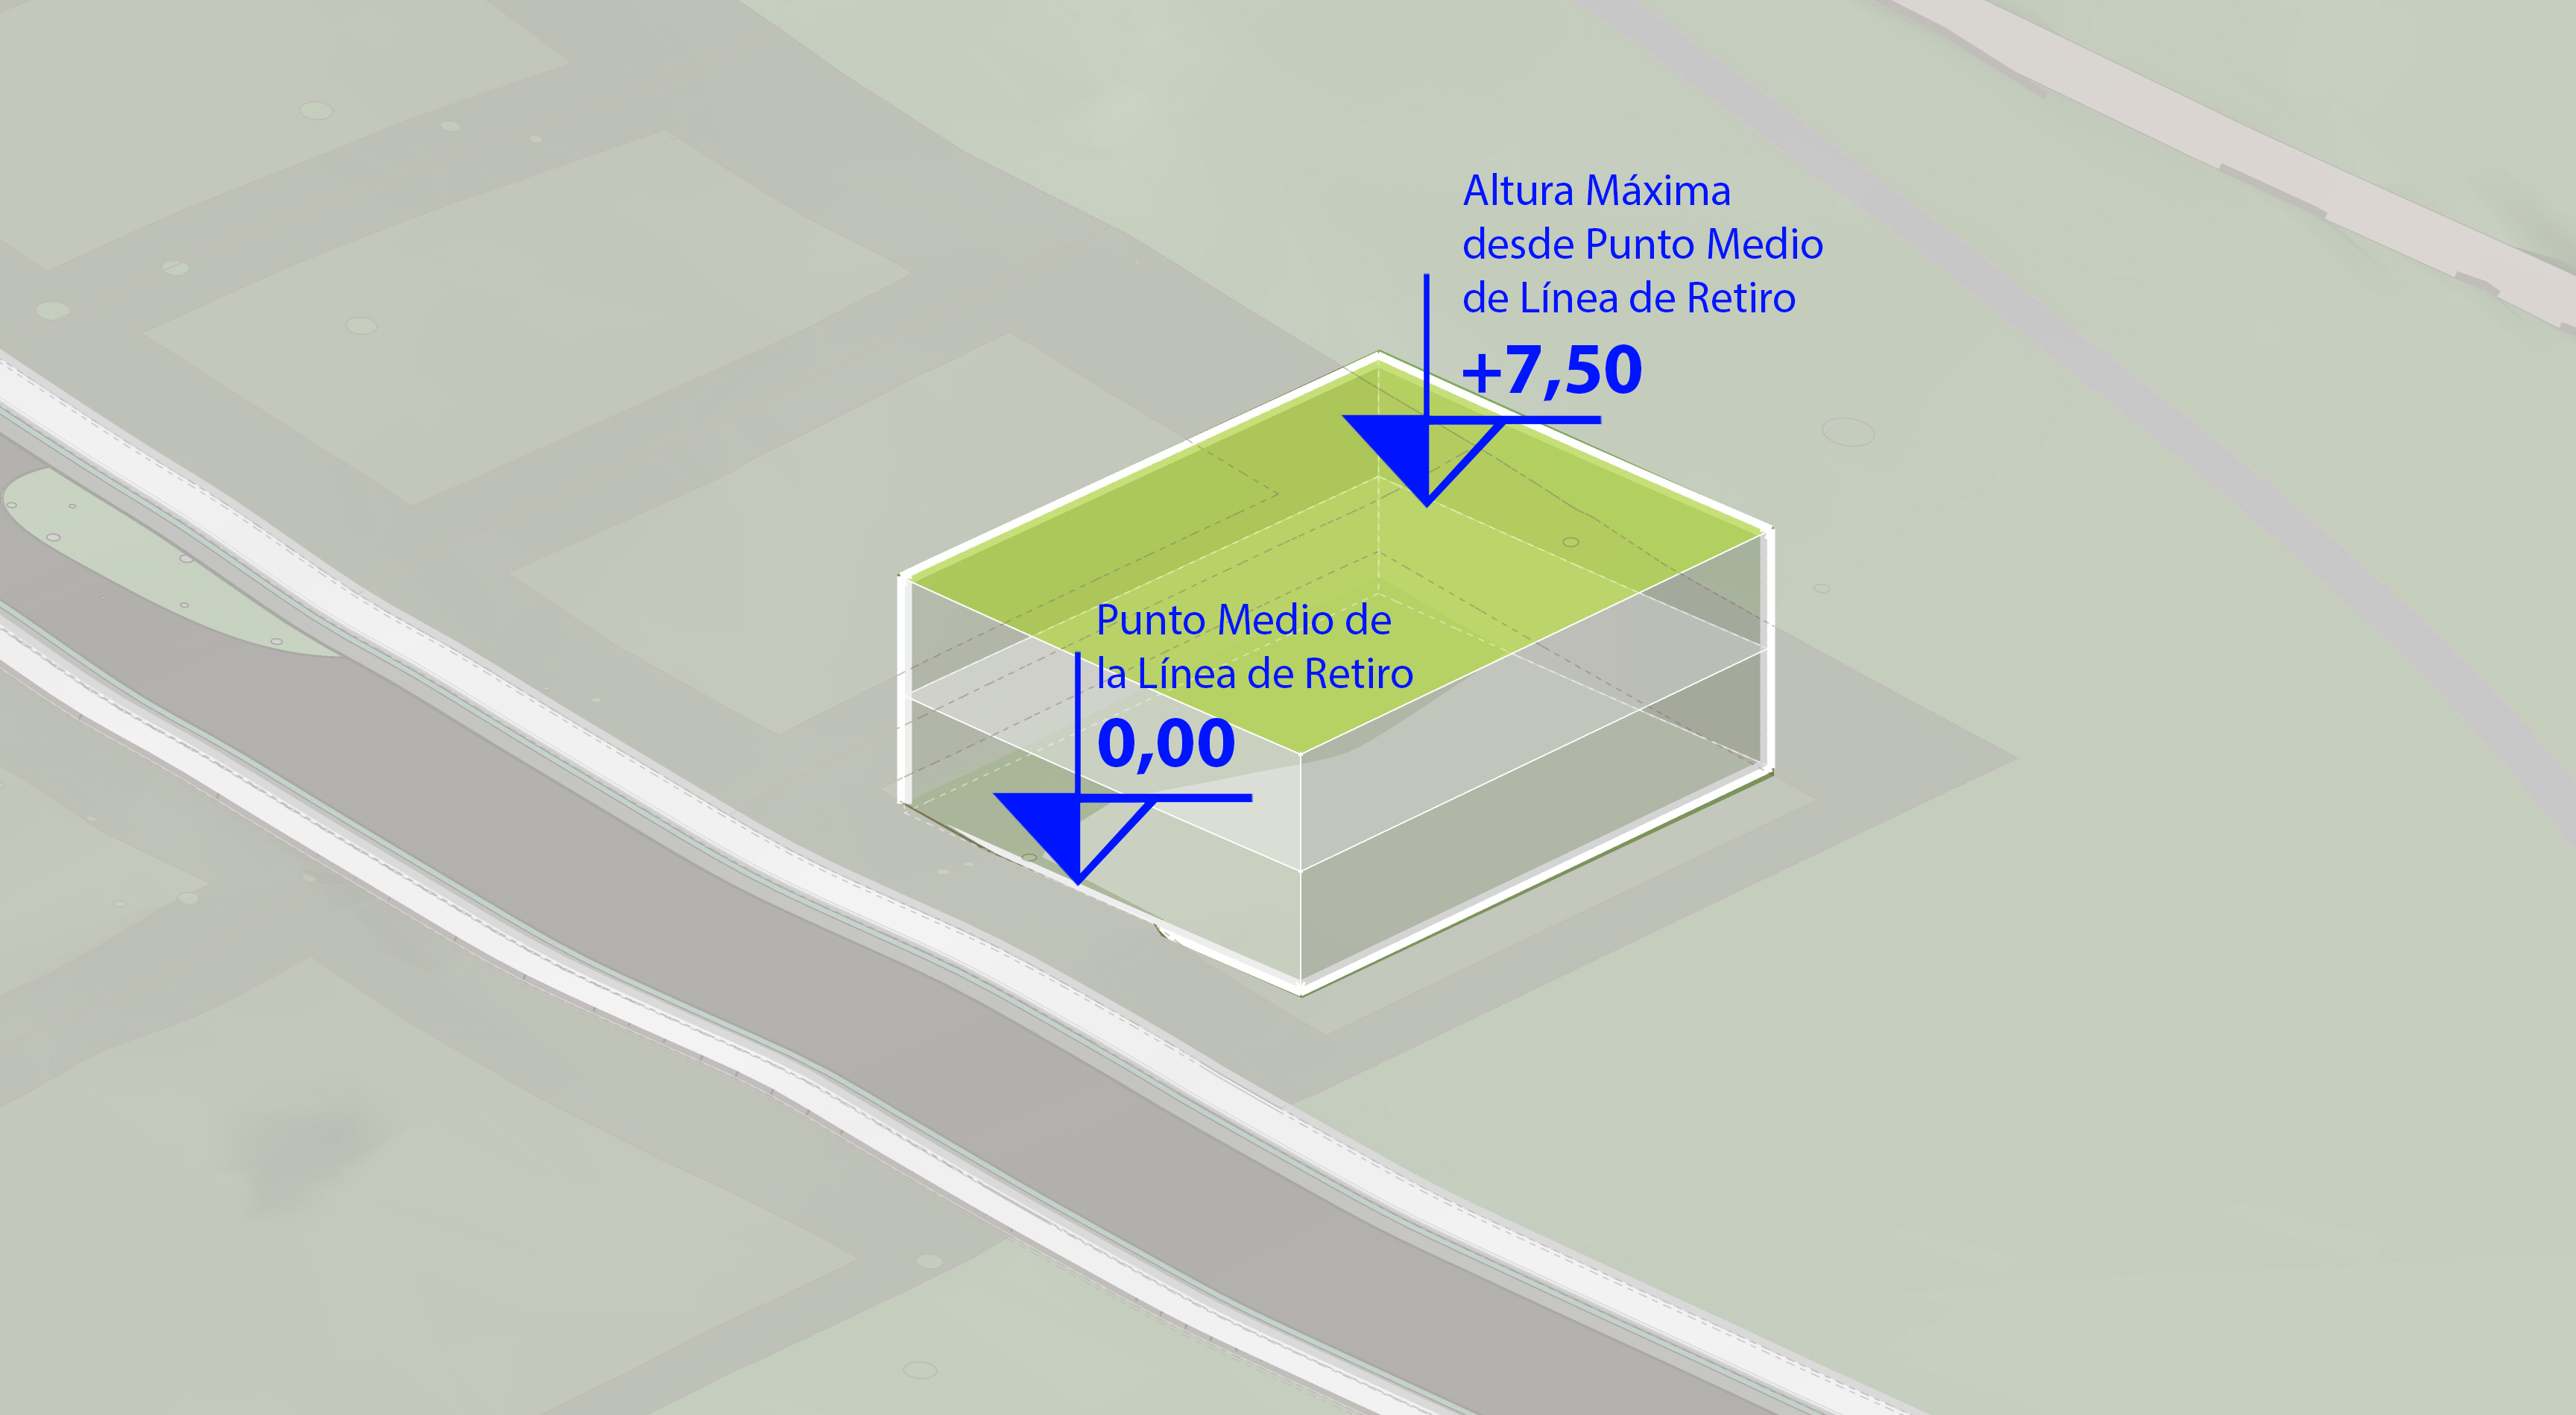 Altura Máxima
desde Punto Medio
de Línea de Retiro
+7,50
Punto Medio de
la Línea de Retiro
0,00